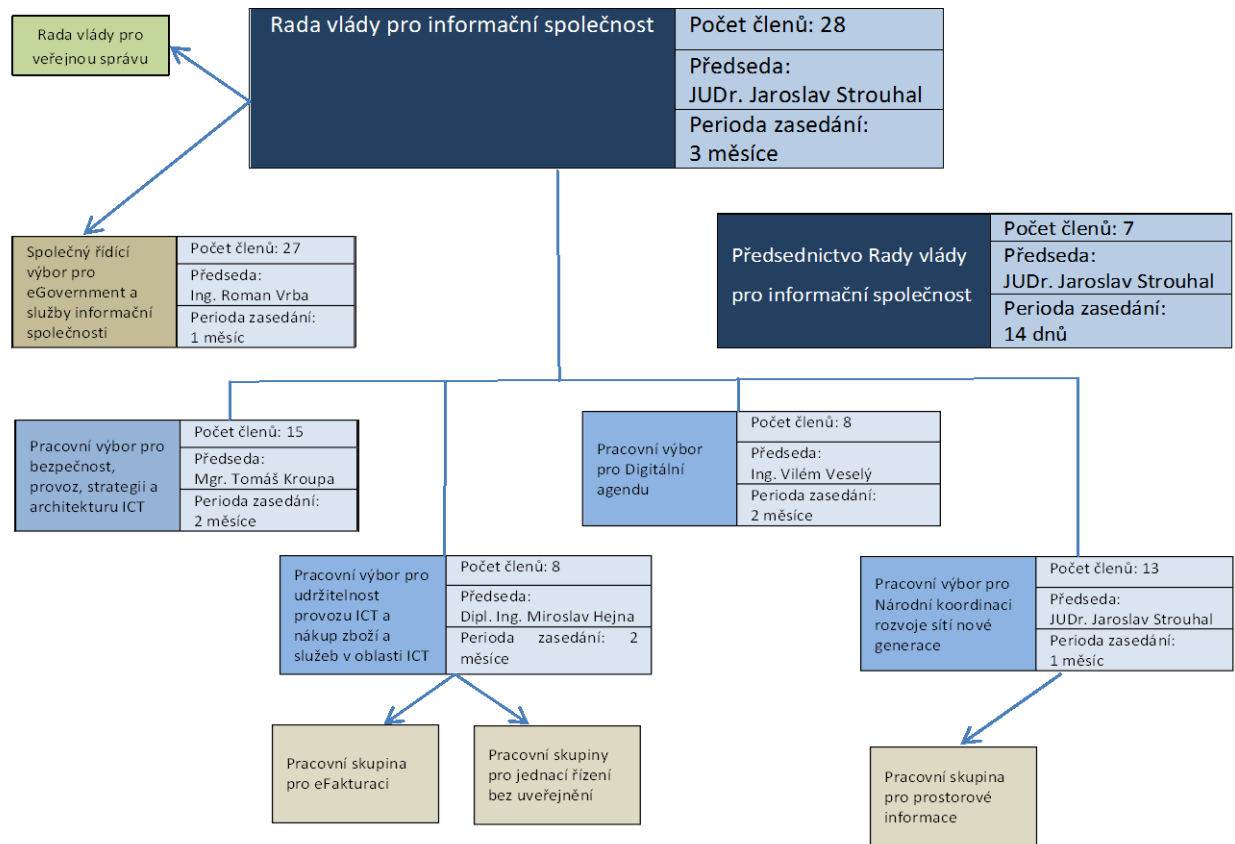 Rada vlády pro
veřejnou správu
Rada vlády pro informační společnost
Počet členů: 28
Předseda:
JUDr. Jaroslav Strouhal
Perioda zasedání:
3 měsíce
Společný řídící
výbor pro
eGovernment a
služby informační
společnosti
Počet členů: 27
Předseda:
Ing. Roman Vrba
Perioda zasedání:
1 měsíc
Předsednictvo Rady vlády
pro informační společnost
Počet členů: 7
Předseda:
JUDr. Jaroslav Strouhal
Perioda zasedání:
14 dnů
Pracovní výbor pro
bezpečnost,
provoz, strategii a
architekturu ICT
Počet členů: 15
Předseda:
Mgr. Tomáš Kroupa
Perioda zasedání:
2 měsíce
Pracovní výbor
pro Digitální
agendu
Počet členů: 8
Předseda:
Ing. Vilém Veselý
Perioda zasedání:
2 měsíce
Pracovní výbor pro
udržitelnost
provozu ICT a
nákup zboží a
služeb v oblasti ICT
Počet členů: 8
Předseda:
Dipl. Ing. Miroslav Hejna
Perioda zasedání: 2
měsíce
Pracovní výbor pro
Národní koordinaci
rozvoje sítí nové
generace
Počet členů: 13
Předseda:
JUDr. Jaroslav Strouhal
Perioda zasedání:
1 měsíc
Pracovní skupina
pro eFakturaci
Pracovní skupiny
pro jednací řízení
bez uveřejnění
Pracovní skupina
pro prostorové
informace